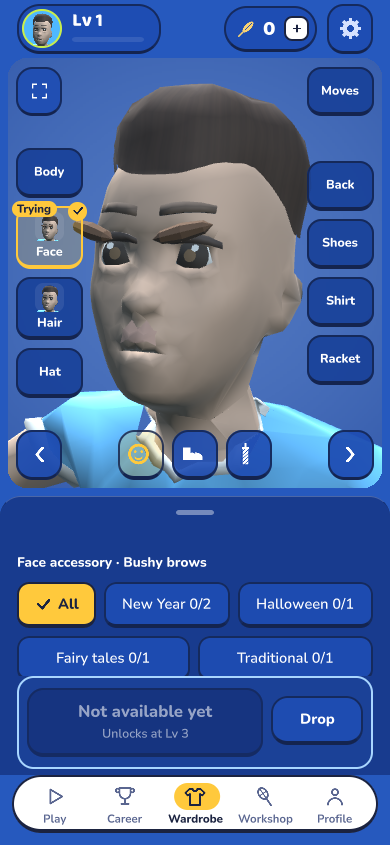 Lv 1
0
Moves
Body
Back
Trying
Face
Shoes
Hair
Shirt
Hat
Racket
Face accessory · Bushy brows
All
New Year 0/2
Halloween 0/1
Fairy tales 0/1
Traditional 0/1
Not available yet
Unlocks at Lv 3
Drop
Play
Career
Wardrobe
Workshop
Profile